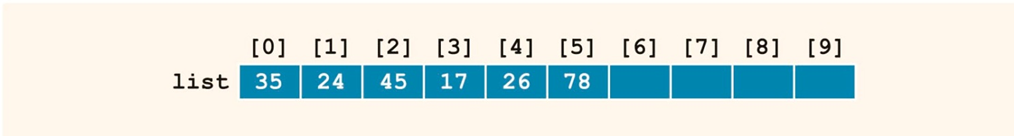 [0] [1] [2] [3] [4] [5] [6] [7] [8] [9]
list 35 24 45 17 26 78